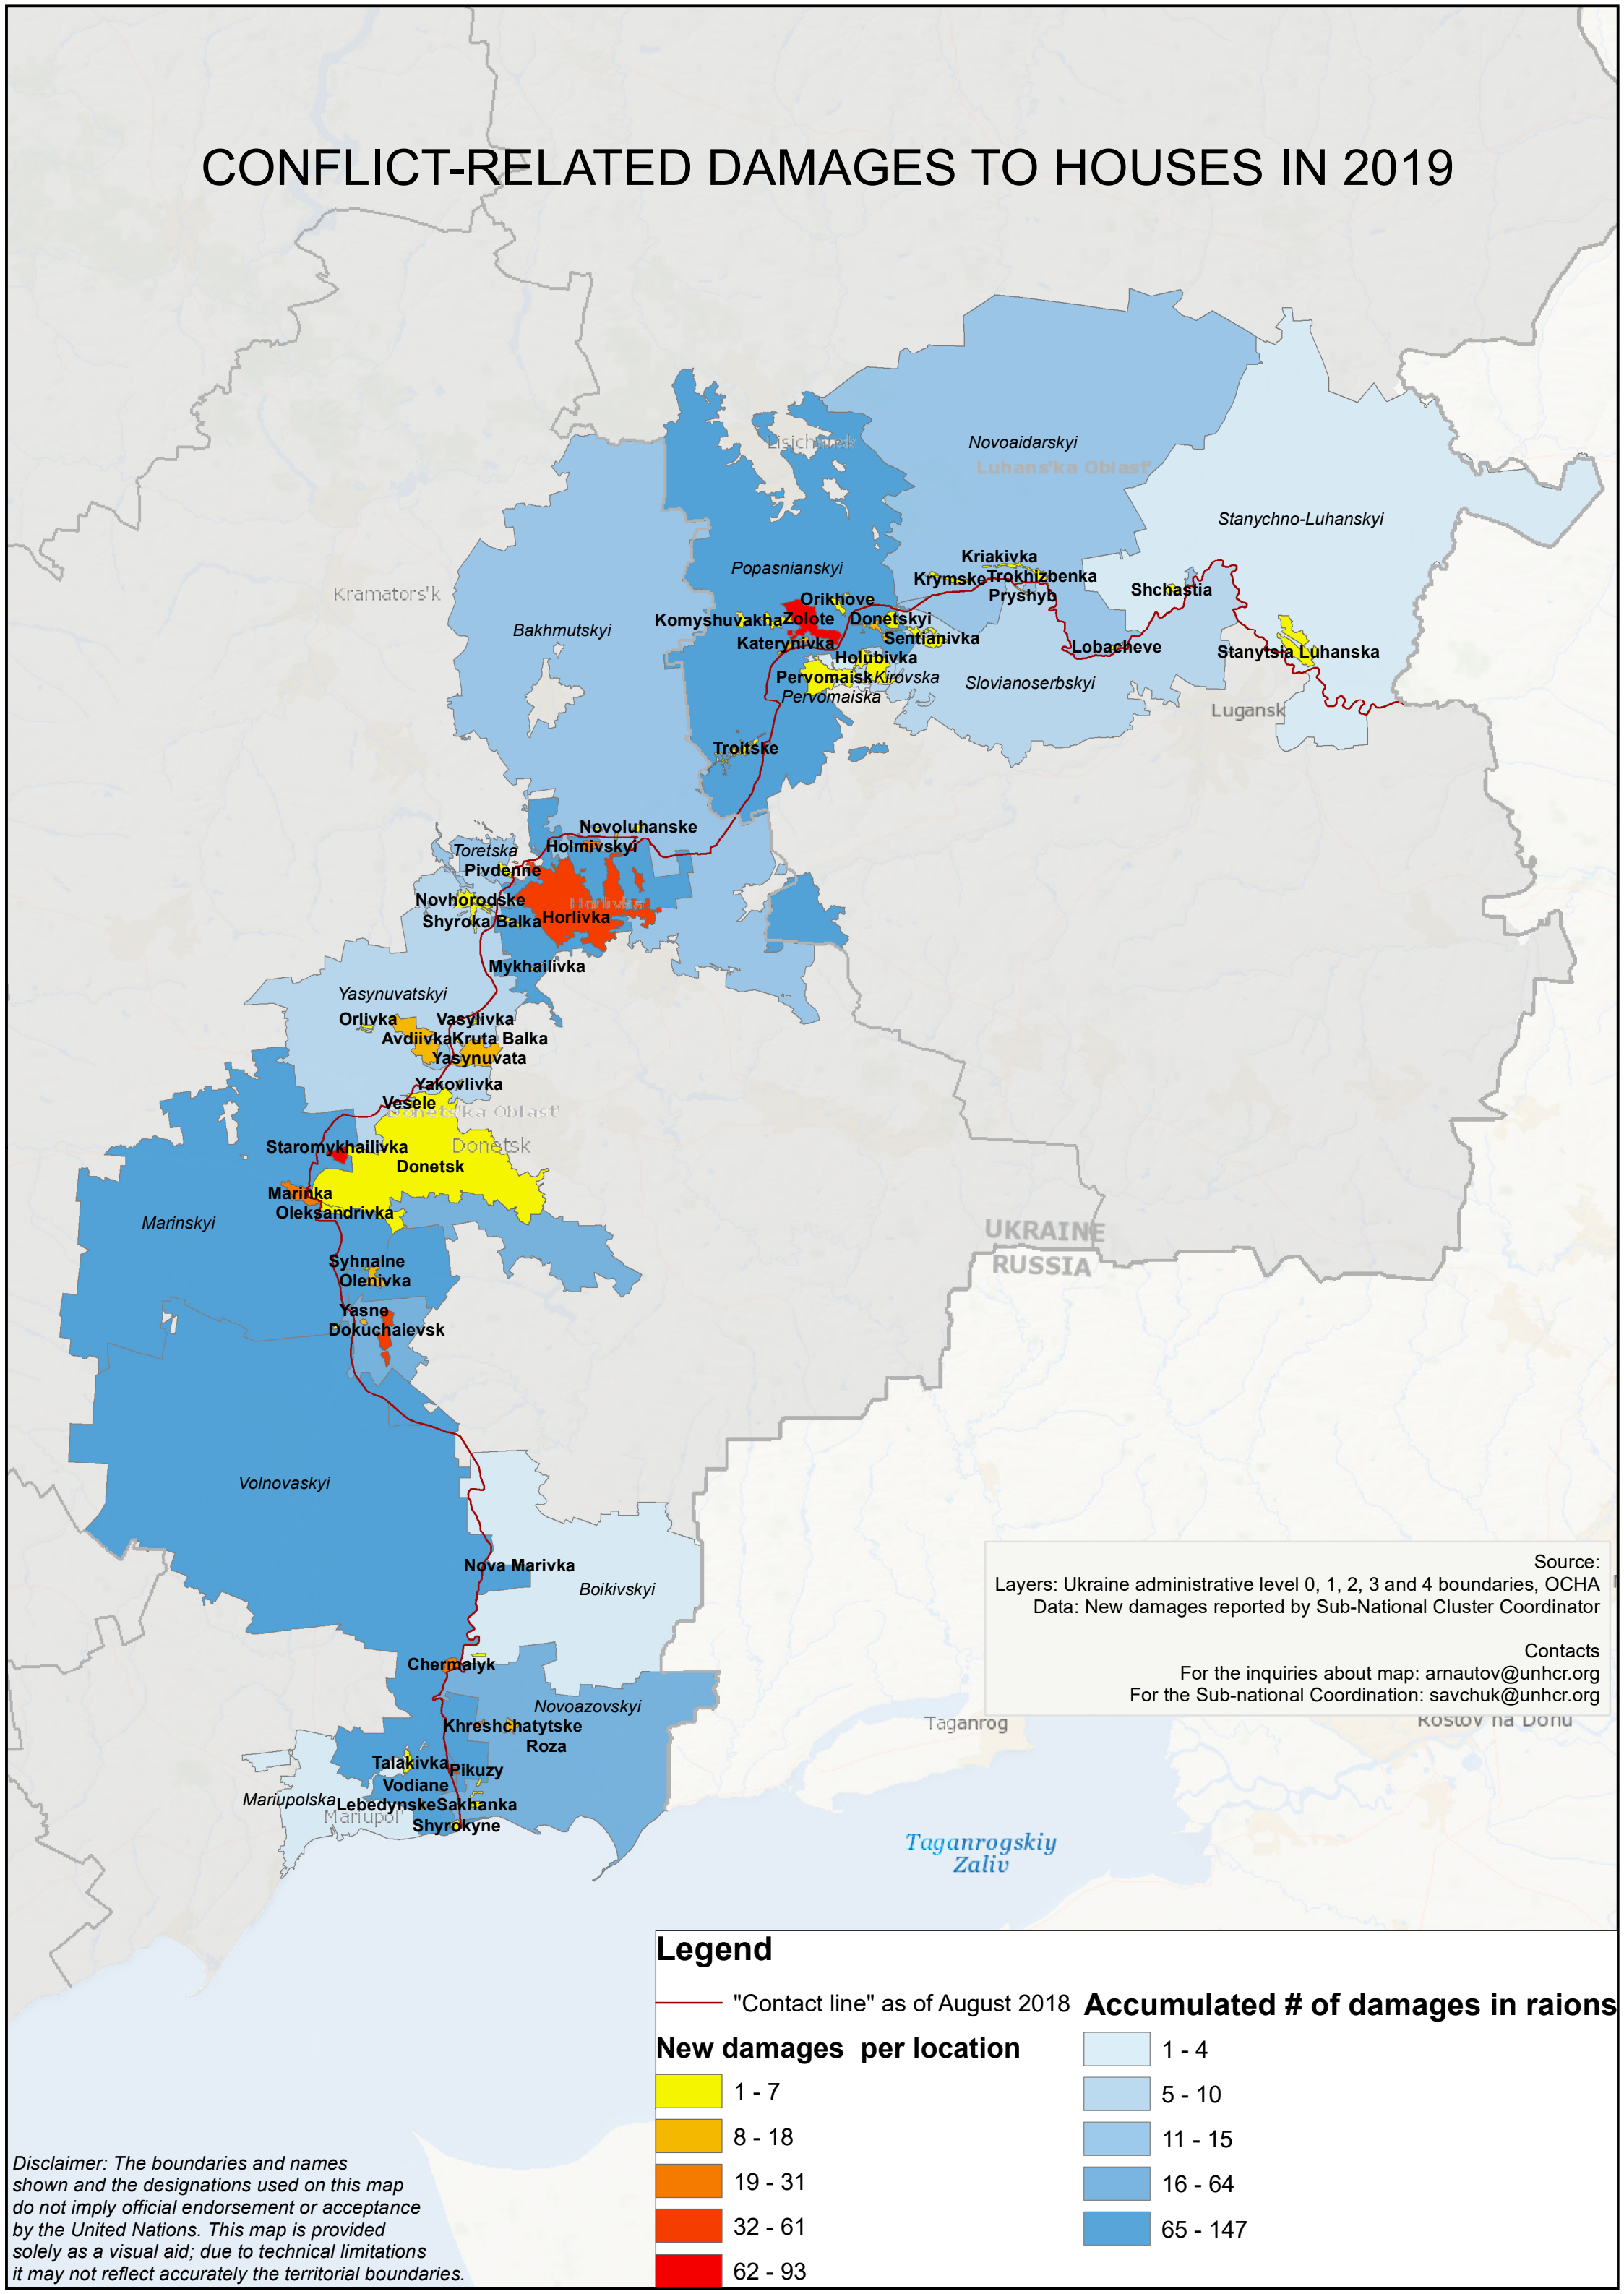 CONFLICT-RELATED DAMAGES TO HOUSES IN 2019
Lisichansk
Novoaidarskyi
Luhans'ka Oblast'
Stanychno-Luhanskyi
Kramators'k
Popasnianskyi
Kriakivka
Krymske
Trokhizbenka
Pryshyb
Shchastia
Orikhove
Komyshuvakha
Zolote
Donetskyi
Bakhmutskyi
Katerynivka
Sentianivka
Lobacheve
Stanytsia Luhanska
Holubivka
Pervomaisk
Kirovska
Slovianoserbskyi
Pervomaiska
Lugansk
Troitske
Novoluhanske
Holmivskyi
Toretska
Pivdenne
Novhorodske
Horlivka
Shyroka Balka
Horlivka
Mykhailivka
Yasynuvatskyi
Orlivka
Vasylivka
Avdiivka
Kruta Balka
Yasynuvata
Yakovlivka
Vesele
Donets'ka Oblast'
Staromykhailivka
Donetsk
Donetsk
Marinka
Oleksandrivka
Marinskyi
UKRAINE
RUSSIA
Syhnalne
Olenivka
Yasne
Dokuchaievsk
Volnovaskyi
Nova Marivka
Boikivskyi
Source:
Layers: Ukraine administrative level 0, 1, 2, 3 and 4 boundaries, OCHA
Data: New damages reported by Sub-National Cluster Coordinator
Contacts
For the inquiries about map: arnautov@unhcr.org
For the Sub-national Coordination: savchuk@unhcr.org
Chermalyk
Novoazovskyi
Khreshchatytske
Roza
Taganrog
Rostov na Donu
Talakivka
Pikuzy
Vodiane
Mariupolska
Lebedynske
Sakhanka
Mariupol'
Shyrokyne
Taganrogskiy
Zaliv
Legend
"Contact line" as of August 2018
New damages per location
1 - 7
8 - 18
19 - 31
32 - 61
62 - 93
Accumulated # of damages in raions
1 - 4
5 - 10
11 - 15
16 - 64
65 - 147
Disclaimer: The boundaries and names
shown and the designations used on this map
do not imply official endorsement or acceptance
by the United Nations. This map is provided
solely as a visual aid; due to technical limitations
it may not reflect accurately the territorial boundaries.